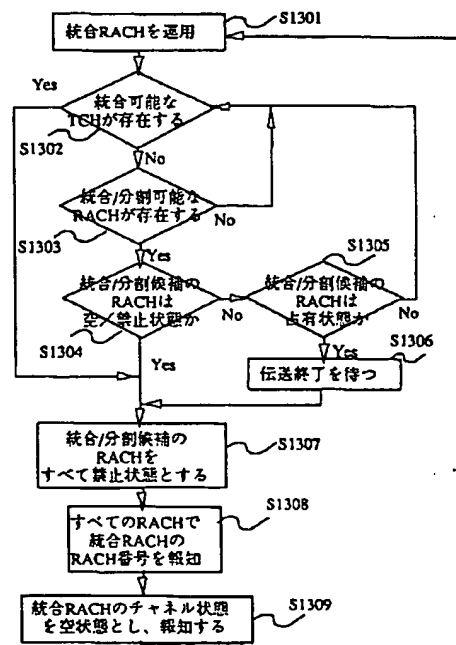 S1301
統合RACHを運用
Yes
統合可能な
TCHが存在する
S1302
No
統合/分割可能な
RACHが存在する
No
S1303
Yes
S1305
統合/分割候補の
RACHは
空/禁止状態か
No
統合/分割候補の
RACHは
占有状態か
No
S1304
Yes
Yes
S1306
伝送終了を待つ
統合/分割候補の
RACHを
すべて禁止状態とする
S1307
すべてのRACHで
統合RACHの
RACH番号を報知
S1308
統合RACHのチャネル状態
を空状態とし、報知する
S1309